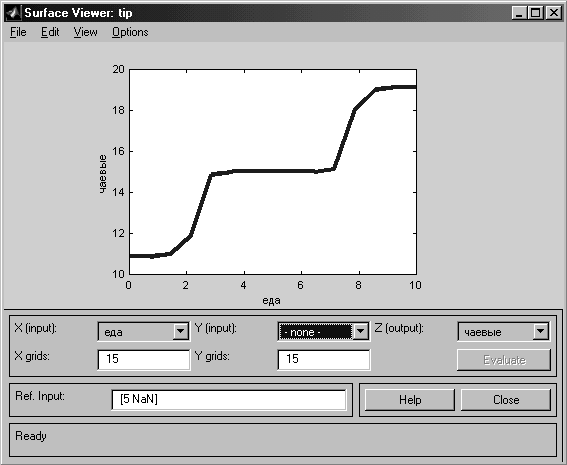 Surface Viewer: tip
File Edit View Options
20
18
16
14
12
10
чаевые
0 2 4 6 8 10
еда
X (input): еда Y (input): - none - Z (output): чаевые
X grids: 15 Y grids: 15 Evaluate
Ref. Input: [5 NaN] Help Close
Ready